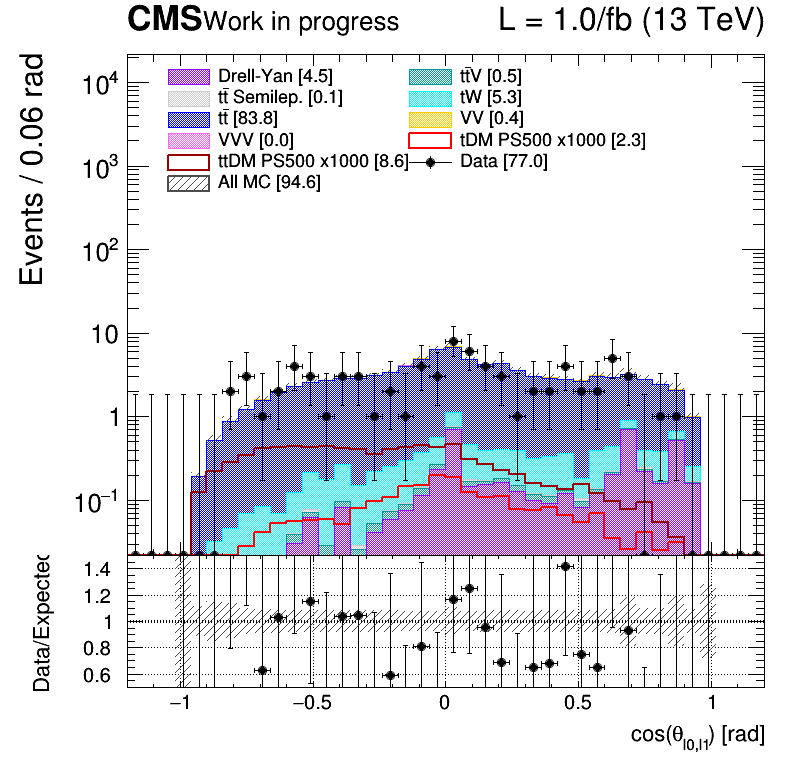 CMS Work in progress L = 1.0/fb (13 TeV)
Events / 0.06 rad
Drell-Yan [4.5] tt̄V [0.5]
tt̄ Semilep. [0.1] tW [5.3]
tt̄ [83.8] VV [0.4]
VVV [0.0] tDM PS500 x1000 [2.3]
ttDM PS500 x1000 [8.6] Data [77.0]
All MC [94.6]
10⁴
10³
10²
10
1
10⁻¹
Data/Expected
1.4
1.2
1
0.8
0.6
−1 −0.5 0 0.5 1
cos(θ_l0,l1) [rad]